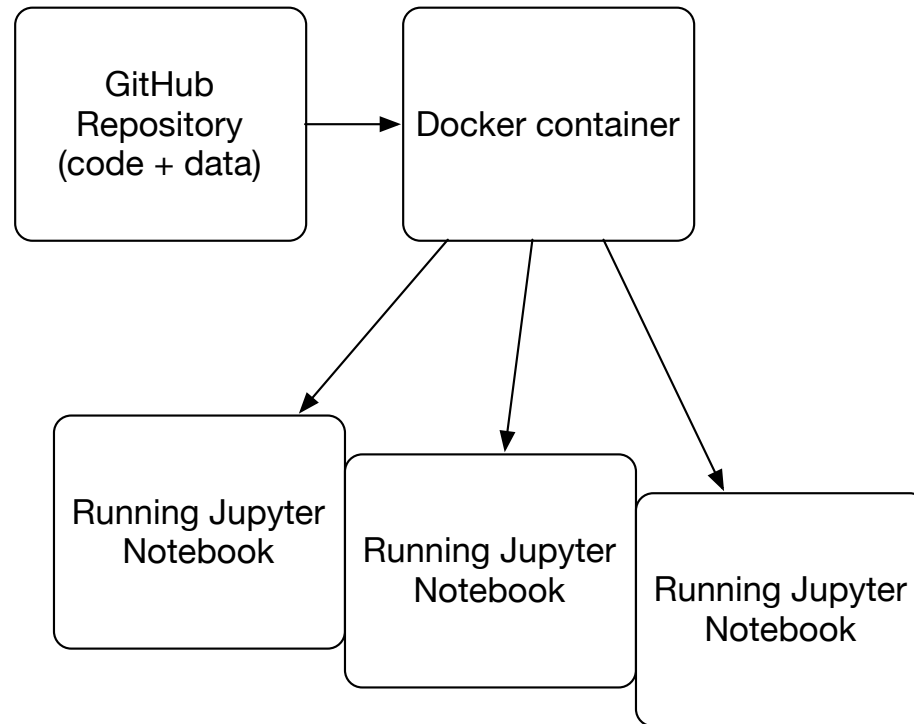 GitHub
Repository
(code + data)
Docker container
Running Jupyter
Notebook
Running Jupyter
Notebook
Running Jupyter
Notebook